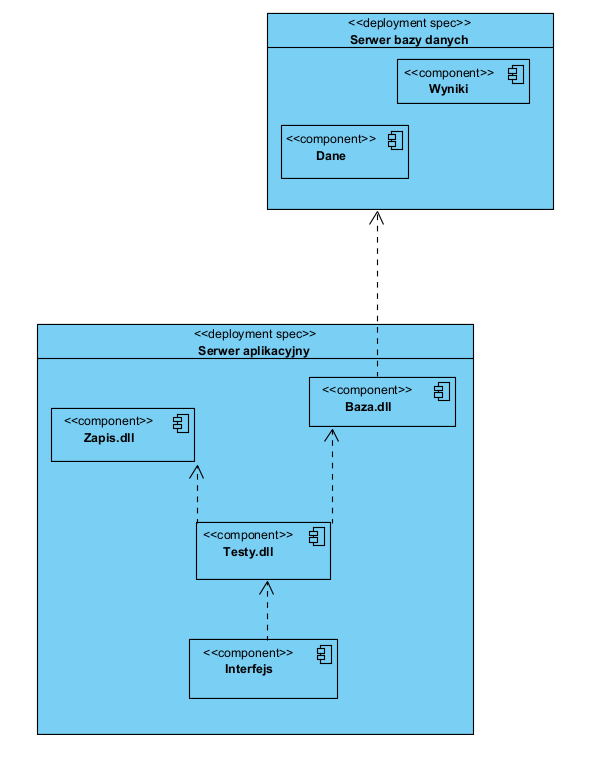 <<deployment spec>>
Serwer bazy danych
<<component>>
Wyniki
<<component>>
Dane
<<deployment spec>>
Serwer aplikacyjny
<<component>>
Baza.dll
<<component>>
Zapis.dll
<<component>>
Testy.dll
<<component>>
Interfejs